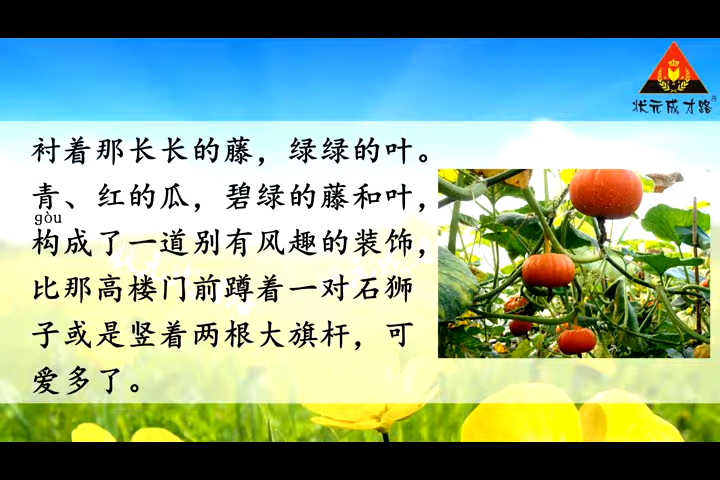 状元成才路
衬着那长长的藤，绿绿的叶。
青、红的瓜，碧绿的藤和叶，
gòu
构成了一道别有风趣的装饰，
比那高楼门前蹲着一对石狮
子或是竖着两根大旗杆，可
爱多了。